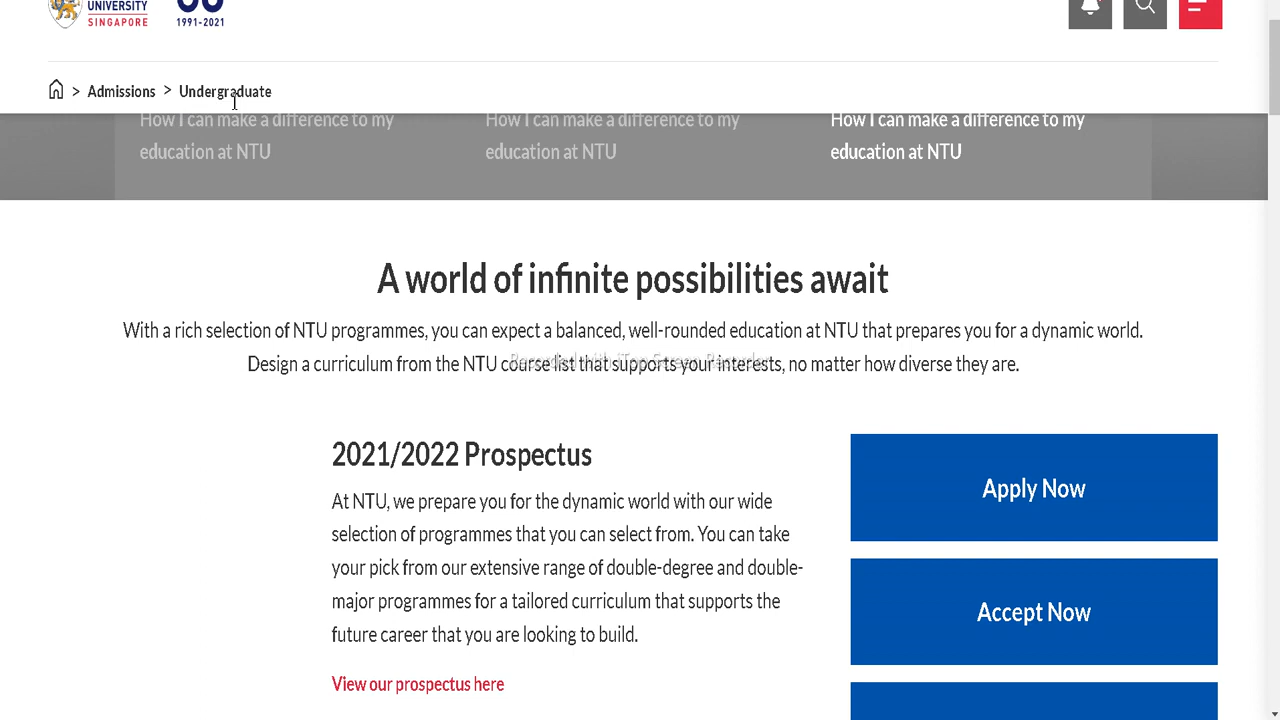 UNIVERSITY
SINGAPORE
1991-2021
> Admissions > Undergraduate
How I can make a difference to my
education at NTU
How I can make a difference to my
education at NTU
How I can make a difference to my
education at NTU
A world of infinite possibilities await
With a rich selection of NTU programmes, you can expect a balanced, well-rounded education at NTU that prepares you for a dynamic world.
Design a curriculum from the NTU course list that supports your interests, no matter how diverse they are.
Recorded with iTop Screen Recorder
2021/2022 Prospectus
At NTU, we prepare you for the dynamic world with our wide
selection of programmes that you can select from. You can take
your pick from our extensive range of double-degree and double-
major programmes for a tailored curriculum that supports the
future career that you are looking to build.
View our prospectus here
Apply Now
Accept Now